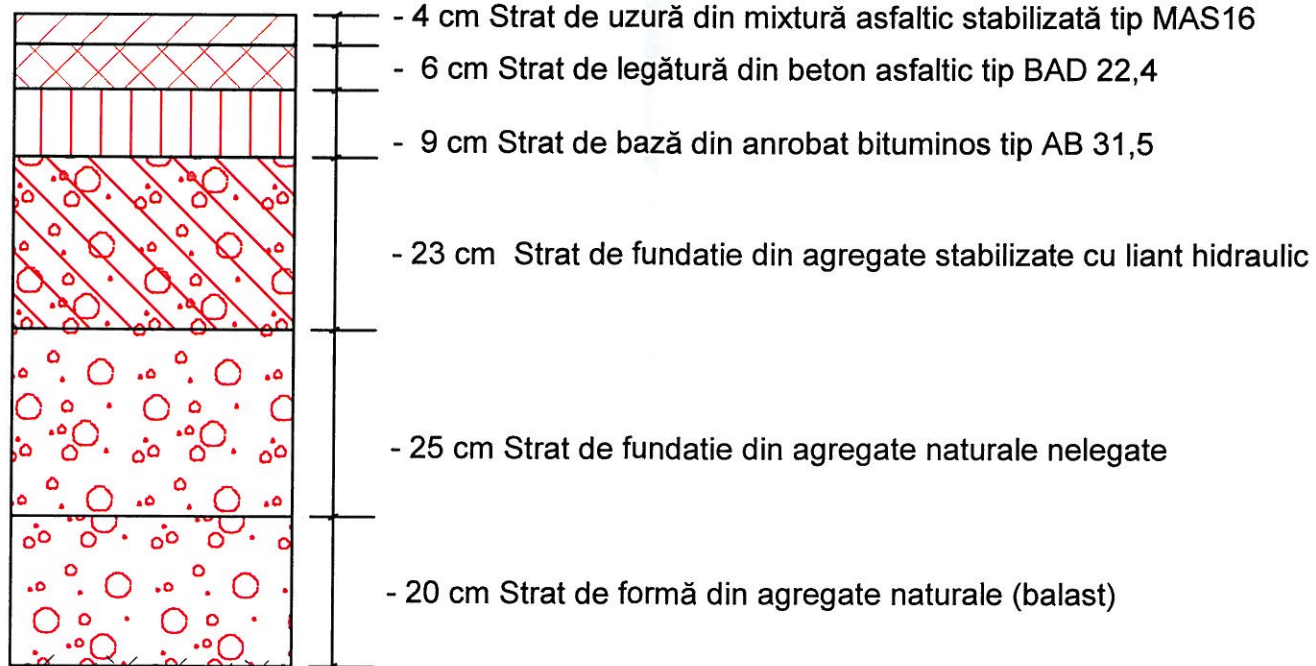 - 4 cm Strat de uzură din mixtură asfaltic stabilizată tip MAS16
- 6 cm Strat de legătură din beton asfaltic tip BAD 22,4
- 9 cm Strat de bază din anrobat bituminos tip AB 31,5
- 23 cm Strat de fundatie din agregate stabilizate cu liant hidraulic
- 25 cm Strat de fundatie din agregate naturale nelegate
- 20 cm Strat de formă din agregate naturale (balast)